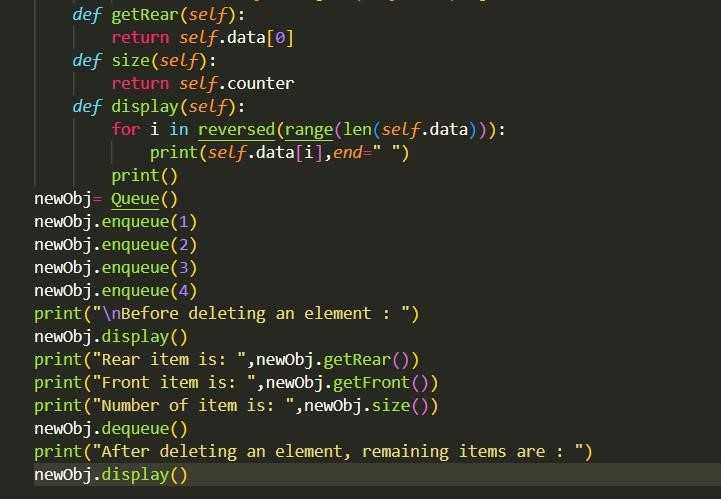 def getRear(self):
return self.data[0]
def size(self):
return self.counter
def display(self):
for i in reversed(range(len(self.data))):
print(self.data[i],end=" ")
print()
newObj= Queue()
newObj.enqueue(1)
newObj.enqueue(2)
newObj.enqueue(3)
newObj.enqueue(4)
print("\nBefore deleting an element : ")
newObj.display()
print("Rear item is: ",newObj.getRear())
print("Front item is: ",newObj.getFront())
print("Number of item is: ",newObj.size())
newObj.dequeue()
print("After deleting an element, remaining items are : ")
newObj.display()